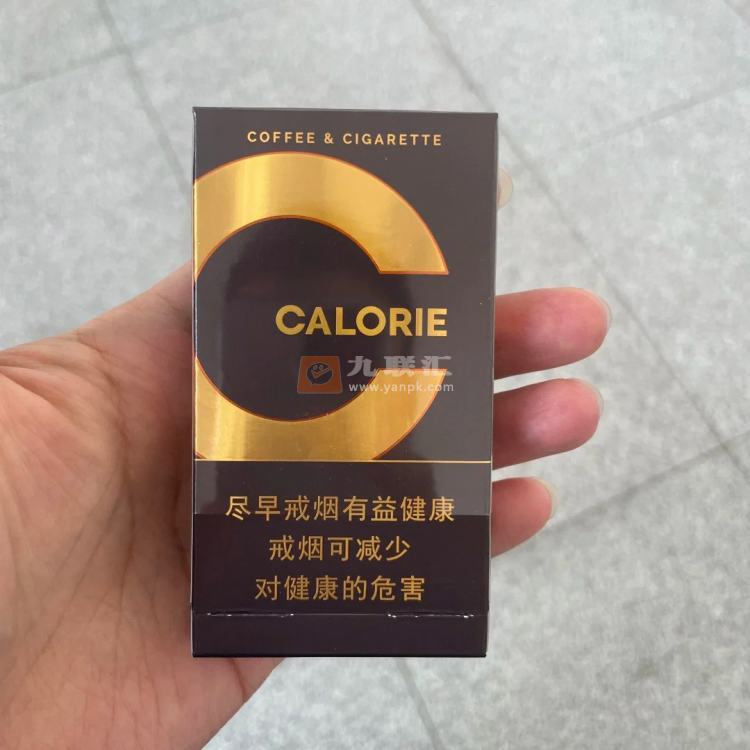 COFFEE & CIGARETTE
CALORIE
九联汇
www.yanpk.com
尽早戒烟有益健康
戒烟可减少
对健康的危害